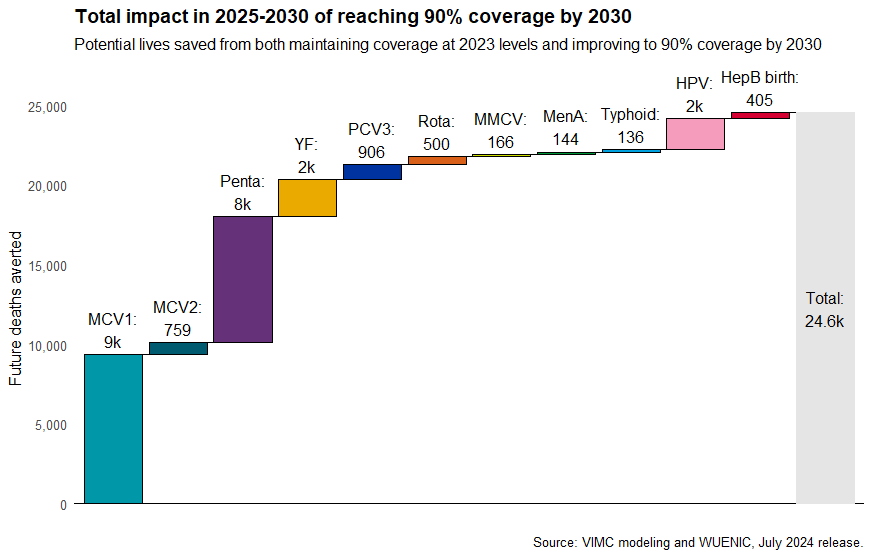 Total impact in 2025-2030 of reaching 90% coverage by 2030
Potential lives saved from both maintaining coverage at 2023 levels and improving to 90% coverage by 2030
Future deaths averted
25,000
20,000
15,000
10,000
5,000
0
MCV1:
9k
MCV2:
759
Penta:
8k
YF:
2k
PCV3:
906
Rota:
500
MMCV:
166
MenA:
144
Typhoid:
136
HPV:
2k
HepB birth:
405
Total:
24.6k
Source: VIMC modeling and WUENIC, July 2024 release.